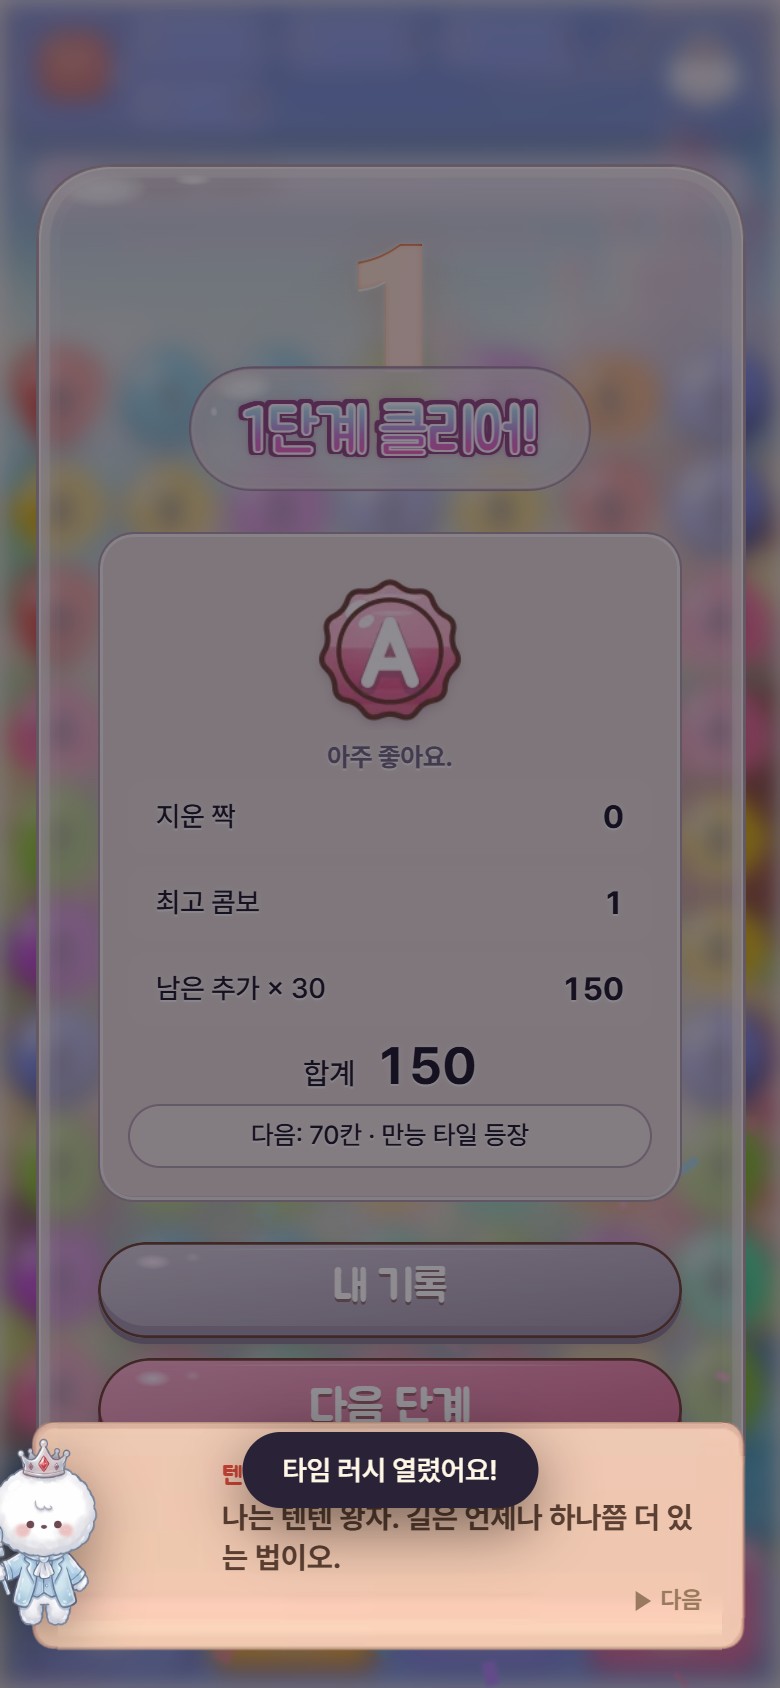 1
1단계 클리어!
A
아주 좋아요.
지운 짝 0
최고 콤보 1
남은 추가 × 30 150
합계 150
다음: 70칸 · 만능 타일 등장
내 기록
다음 단계
타임 러시 열렸어요!
나는 텐텐 왕자. 길은 언제나 하나쯤 더 있
는 법이오.
▶ 다음